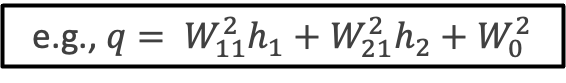 e.g., q = W²₁₁h₁ + W²₂₁h₂ + W²₀